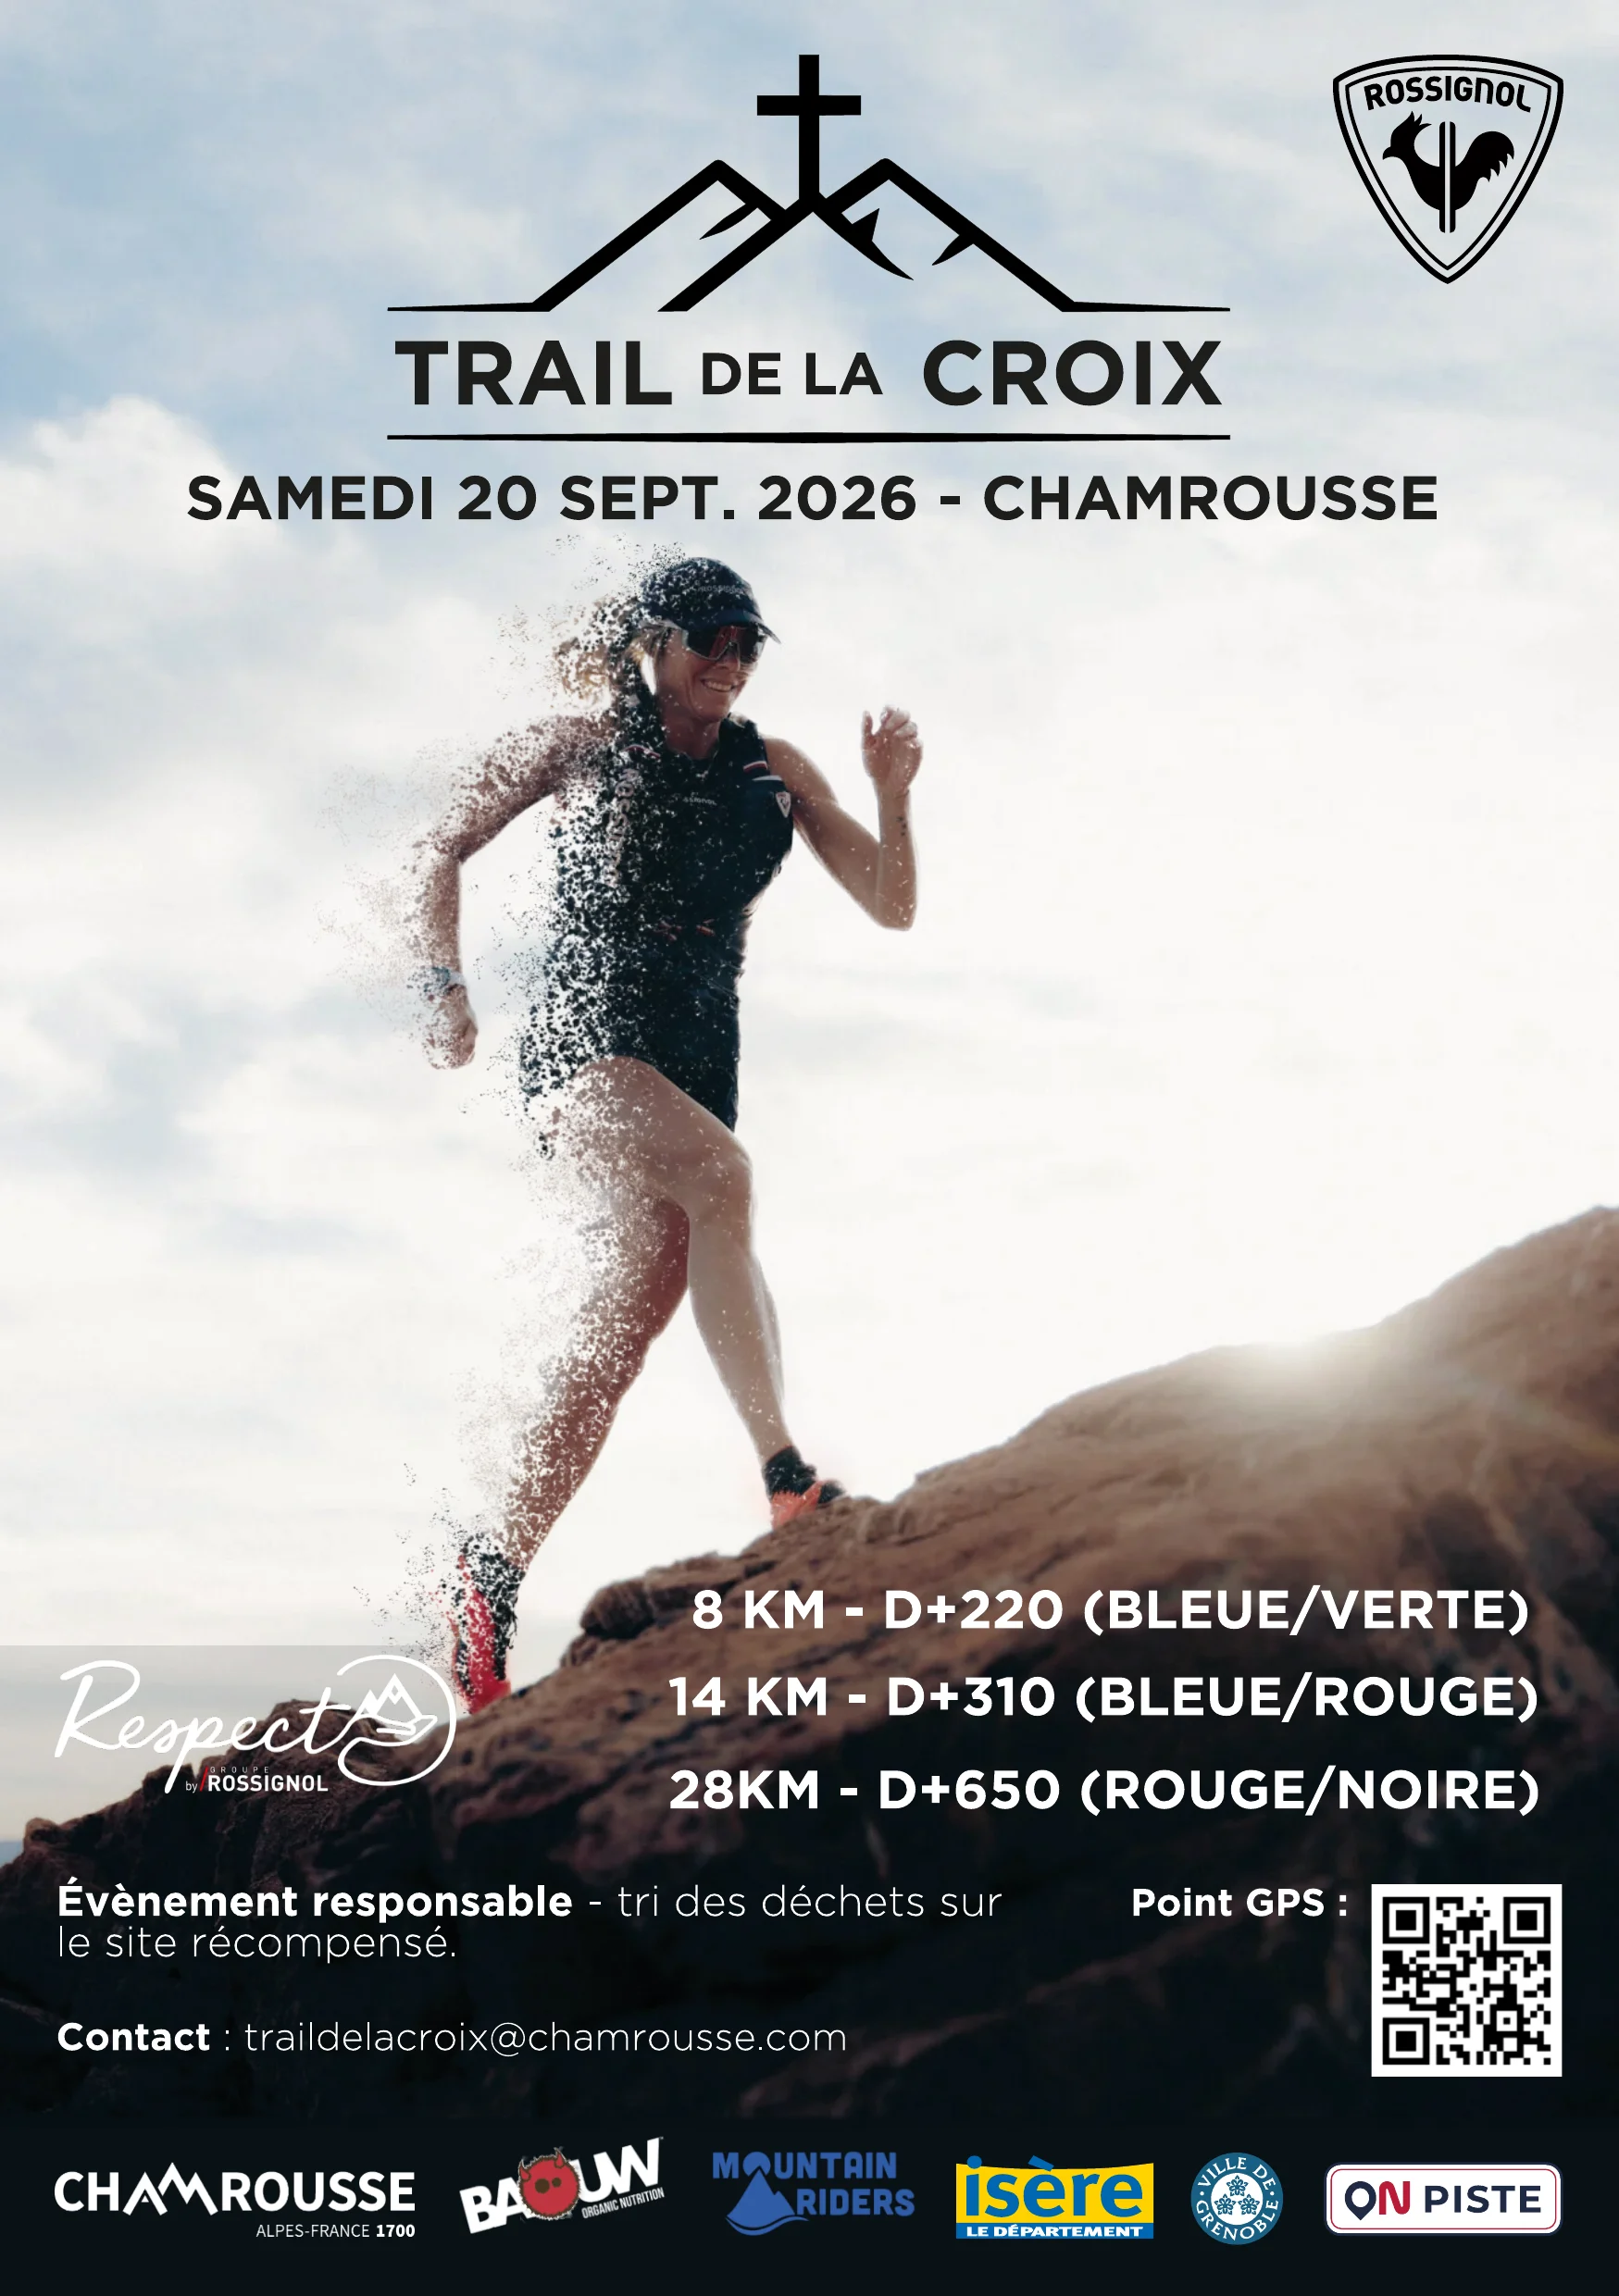 ROSSIGNOL
TRAIL DE LA CROIX
SAMEDI 20 SEPT. 2026 - CHAMROUSSE
8 KM - D+220 (BLEUE/VERTE)
14 KM - D+310 (BLEUE/ROUGE)
28KM - D+650 (ROUGE/NOIRE)
Respect
by GROUPE ROSSIGNOL
Évènement responsable - tri des déchets sur
le site récompensé.
Point GPS :
Contact : traildelacroix@chamrousse.com
CHAMROUSSE
ALPES-FRANCE 1700
BAOUW
ORGANIC NUTRITION
MOUNTAIN
RIDERS
isère
LE DÉPARTEMENT
VILLE DE GRENOBLE
ON PISTE